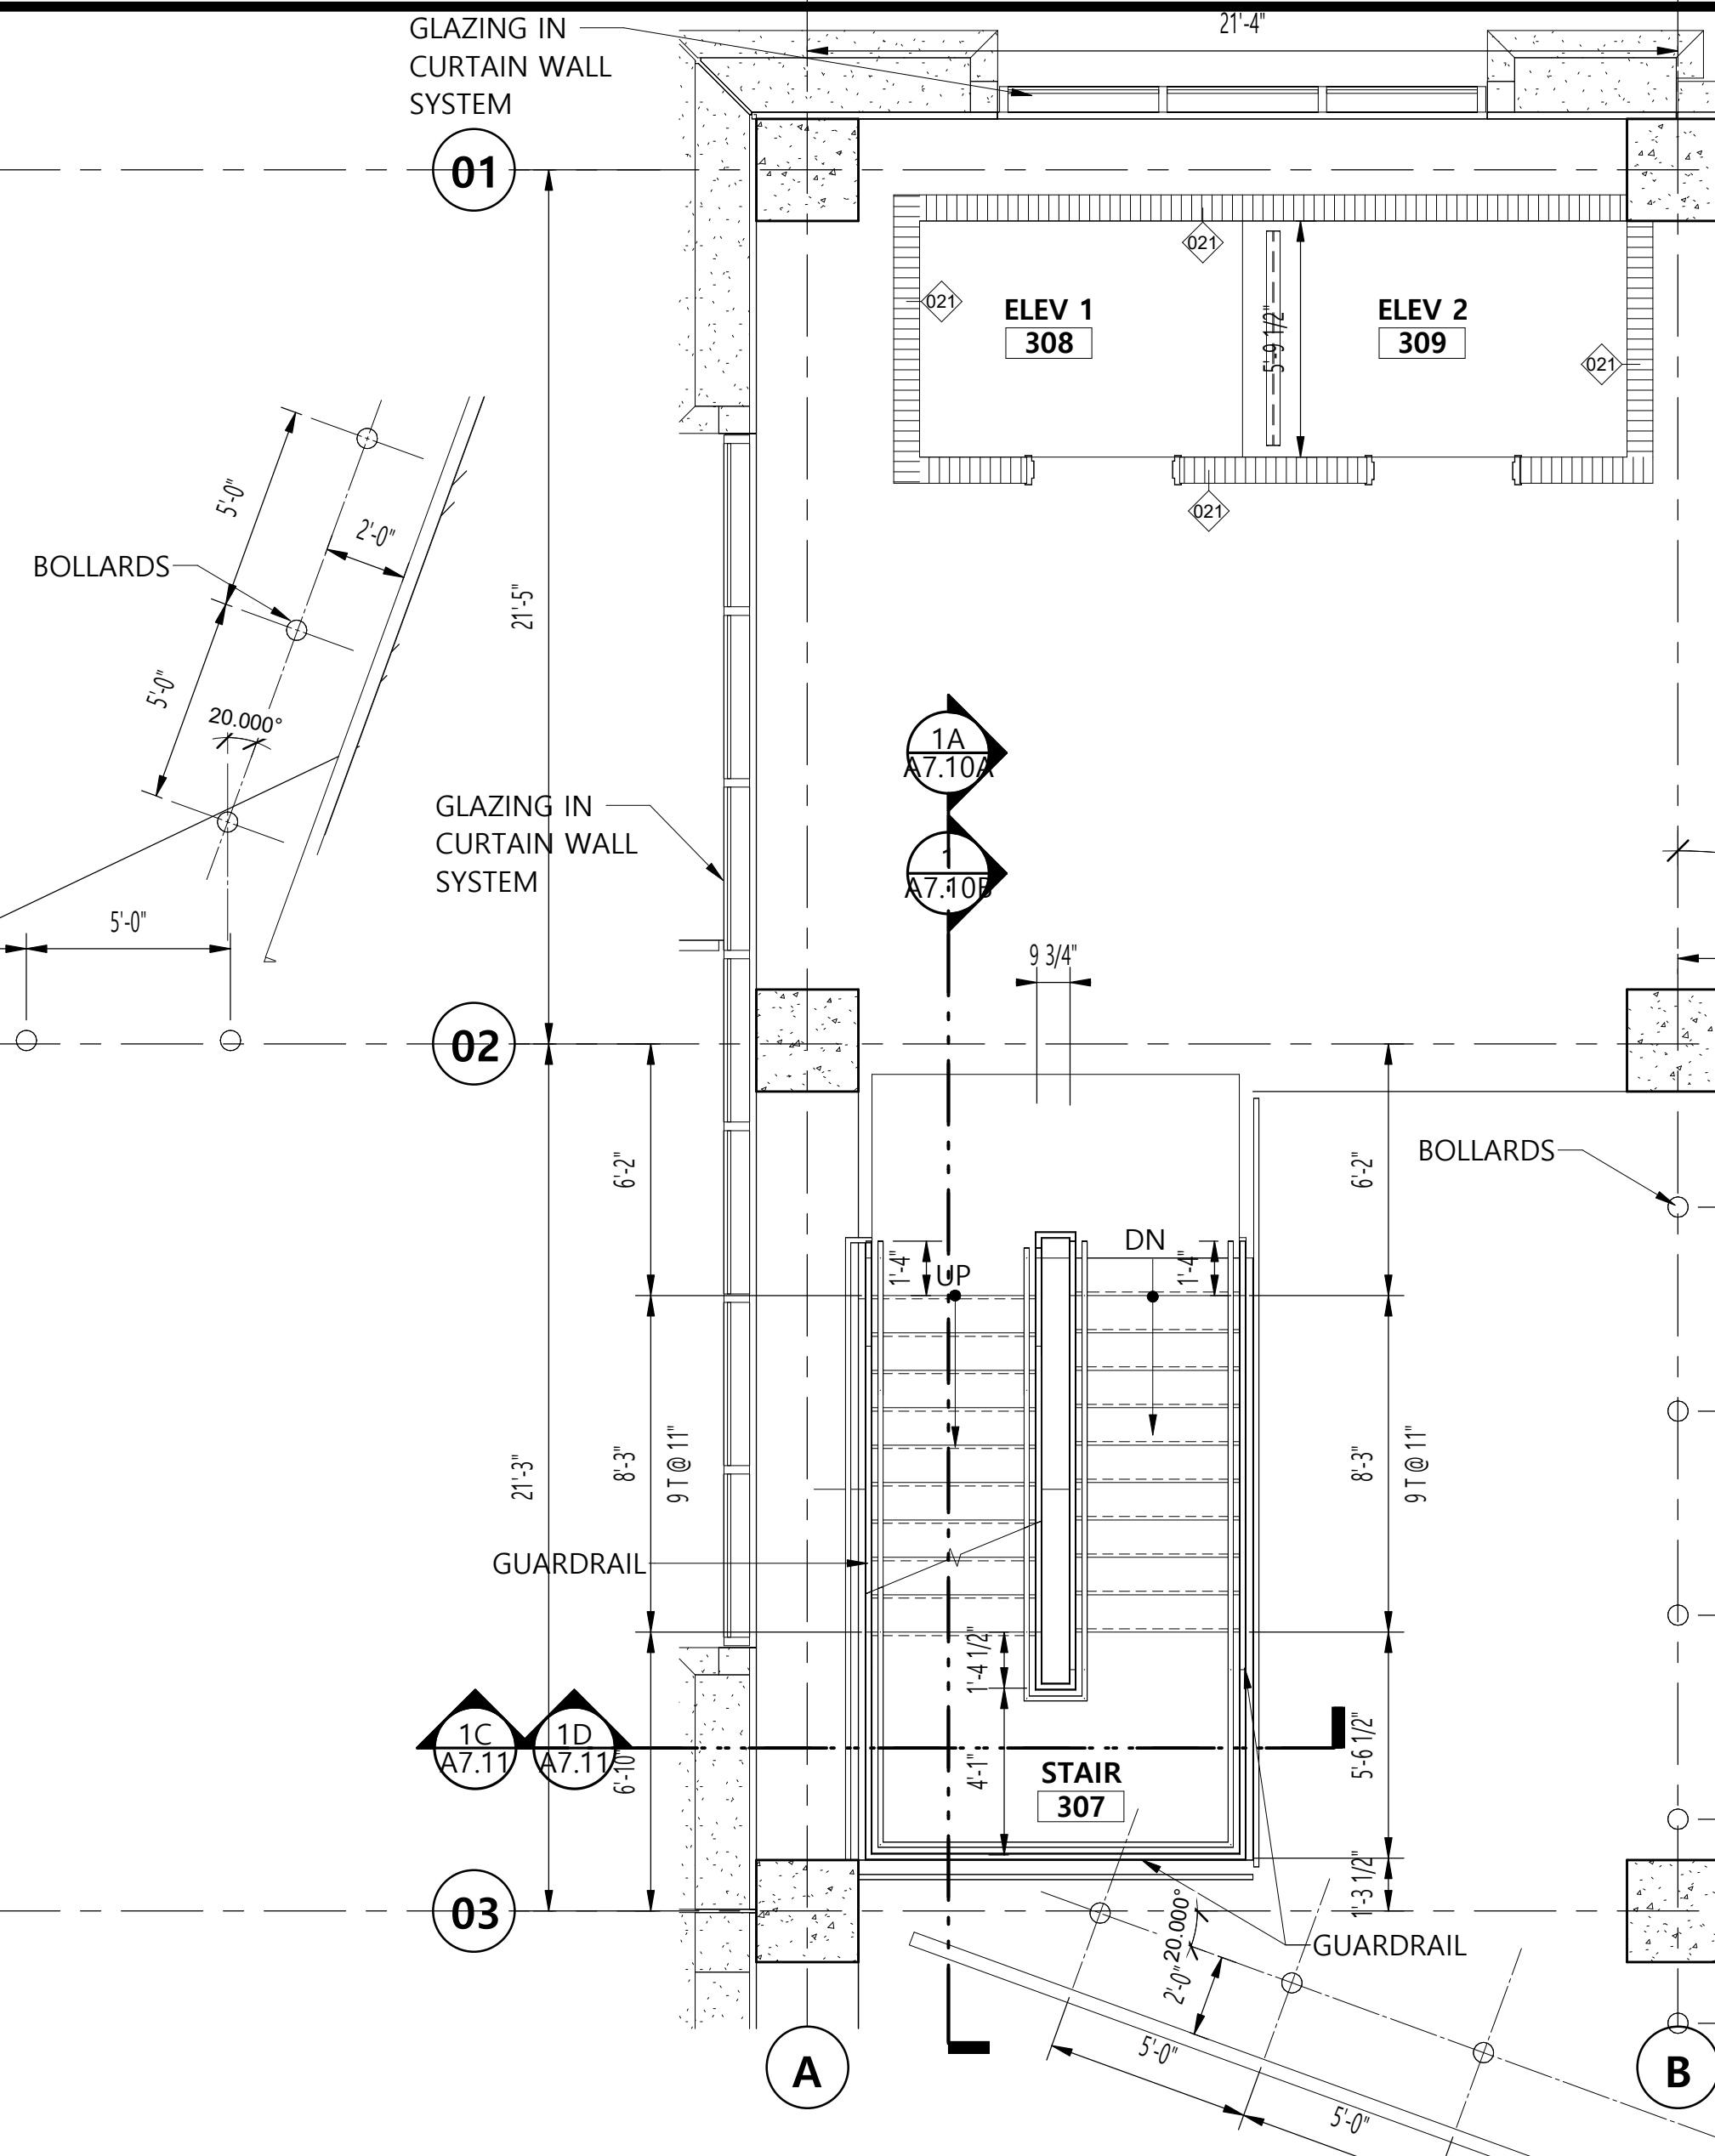 GLAZING IN
CURTAIN WALL
SYSTEM
21'-4"
01
021
021
ELEV 1
308
5'-9 1/2"
ELEV 2
309
021
021
5'-0"
2'-0"
BOLLARDS
21'-5"
5'-0"
20.000°
1A
A7.10A
GLAZING IN
CURTAIN WALL
SYSTEM
1
A7.10B
5'-0"
9 3/4"
02
6'-2"
6'-2"
BOLLARDS
DN
1'-4"
UP
1'-4"
21'-3"
8'-3"
9 T @ 11"
8'-3"
9 T @ 11"
GUARDRAIL
1'-4 1/2"
1C
A7.11
1D
A7.11
6'-10"
4'-1"
STAIR
307
5'-6 1/2"
1'-3 1/2"
03
20.000°
2'-0"
GUARDRAIL
5'-0"
5'-0"
A
B